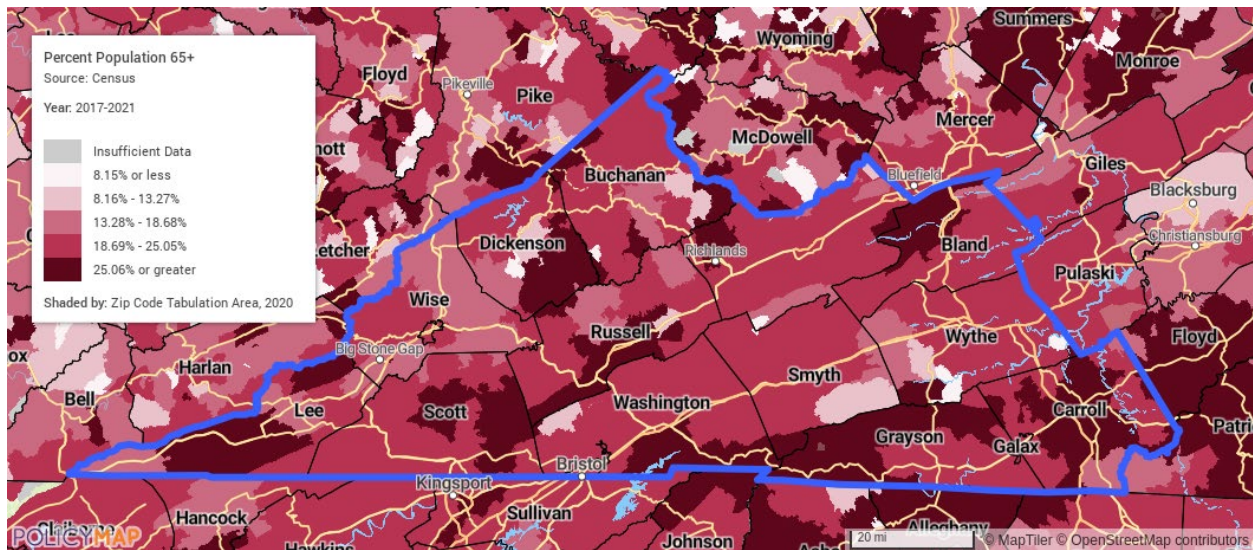 Percent Population 65+
Source: Census
Year: 2017-2021
Insufficient Data
8.15% or less
8.16% - 13.27%
13.28% - 18.68%
18.69% - 25.05%
25.06% or greater
Shaded by: Zip Code Tabulation Area, 2020
Summers
Wyoming
Monroe
Floyd
Pikeville
Pike
Mercer
McDowell
Giles
Buchanan
Bluefield
Blacksburg
Christiansburg
Dickenson
Richlands
Bland
Pulaski
Wise
Russell
Wythe
Floyd
Big Stone Gap
Harlan
Smyth
Bell
Lee
Scott
Washington
Carroll
Grayson
Galax
Bristol
Kingsport
Hancock
Sullivan
Johnson
Alleghany
POLICYMAP
20 mi
© MapTiler © OpenStreetMap contributors